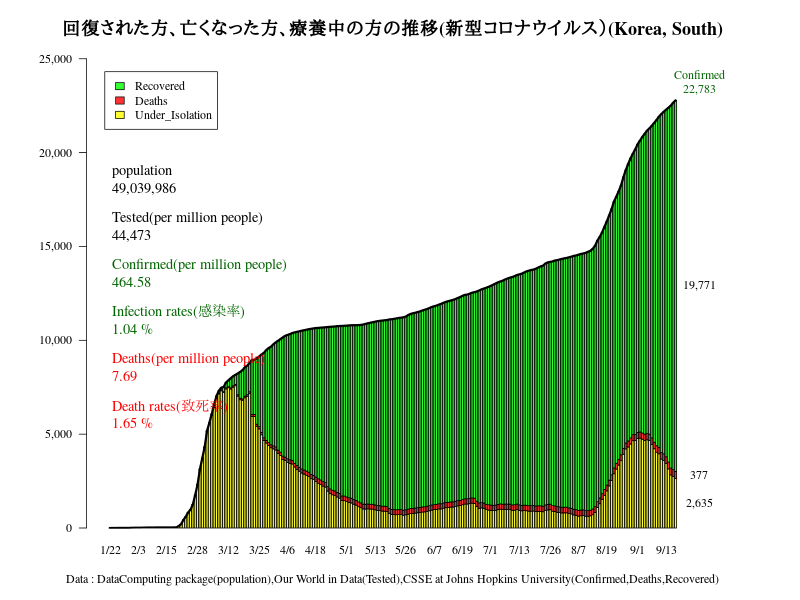 回復された方、亡くなった方、療養中の方の推移(新型コロナウイルス)(Korea, South)
25,000
20,000
15,000
10,000
5,000
0
Recovered
Deaths
Under_Isolation
population
49,039,986
Tested(per million people)
44,473
Confirmed(per million people)
464.58
Infection rates(感染率)
1.04 %
Deaths(per million people)
7.69
Death rates(致死率)
1.65 %
Confirmed
22,783
19,771
377
2,635
1/22 2/3 2/15 2/28 3/12 3/25 4/6 4/18 5/1 5/13 5/26 6/7 6/19 7/1 7/13 7/26 8/7 8/19 9/1 9/13
Data : DataComputing package(population),Our World in Data(Tested),CSSE at Johns Hopkins University(Confirmed,Deaths,Recovered)